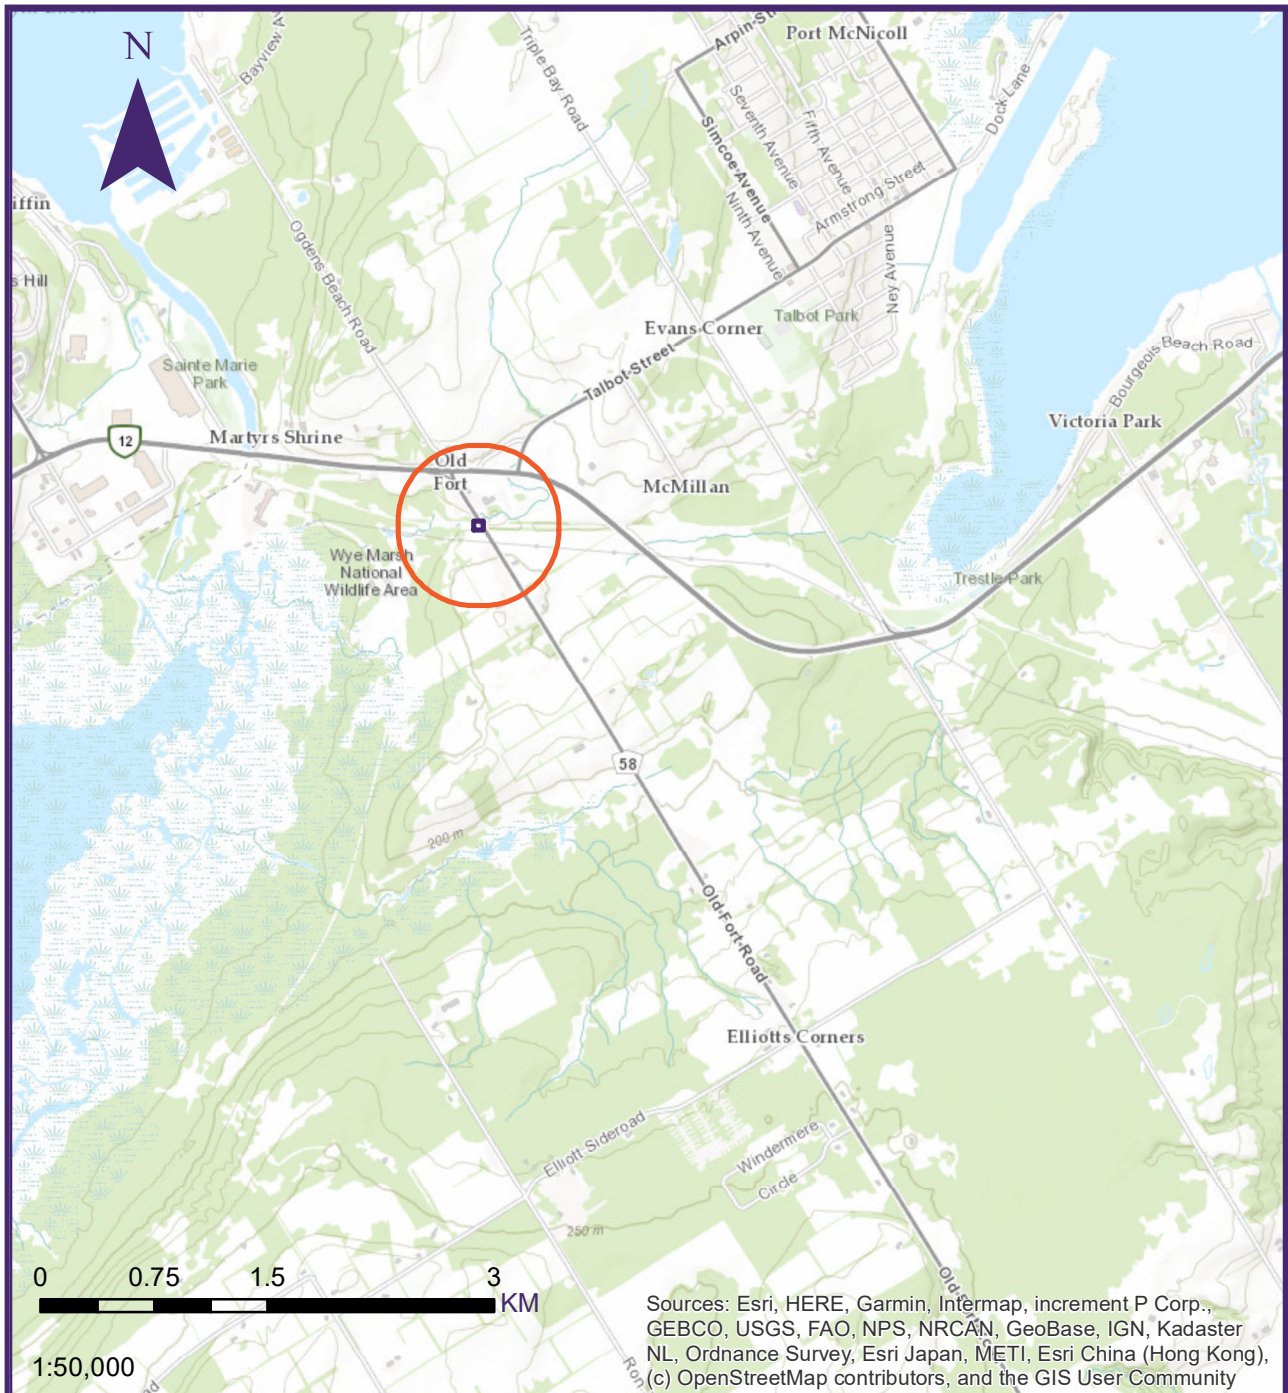 N
Arpin-St
Port McNicoll
Bayview A
Triple Bay Road
Dock Lane
Seventh Avenue
Fifth Avenue
Simcoe-Avenue
Ninth Avenue
Armstrong Street
iffin
Ogdens Beach Road
Ney Avenue
s Hill
Talbot Park
Evans Corner
Bourgeois Beach Road
Sainte Marie
Park
Talbot-Street
Victoria Park
12
Martyrs Shrine
Old
Fort
McMillan
Wye Marsh
National
Wildlife Area
Trestle Park
58
200 m
Old-Fort-Road
Elliotts Corners
Elliott Sideroad
Windermere
Circle
250 m
0 0.75 1.5 3
KM
1:50,000
Ron
Sources: Esri, HERE, Garmin, Intermap, increment P Corp.,
GEBCO, USGS, FAO, NPS, NRCAN, GeoBase, IGN, Kadaster
NL, Ordnance Survey, Esri Japan, METI, Esri China (Hong Kong),
(c) OpenStreetMap contributors, and the GIS User Community